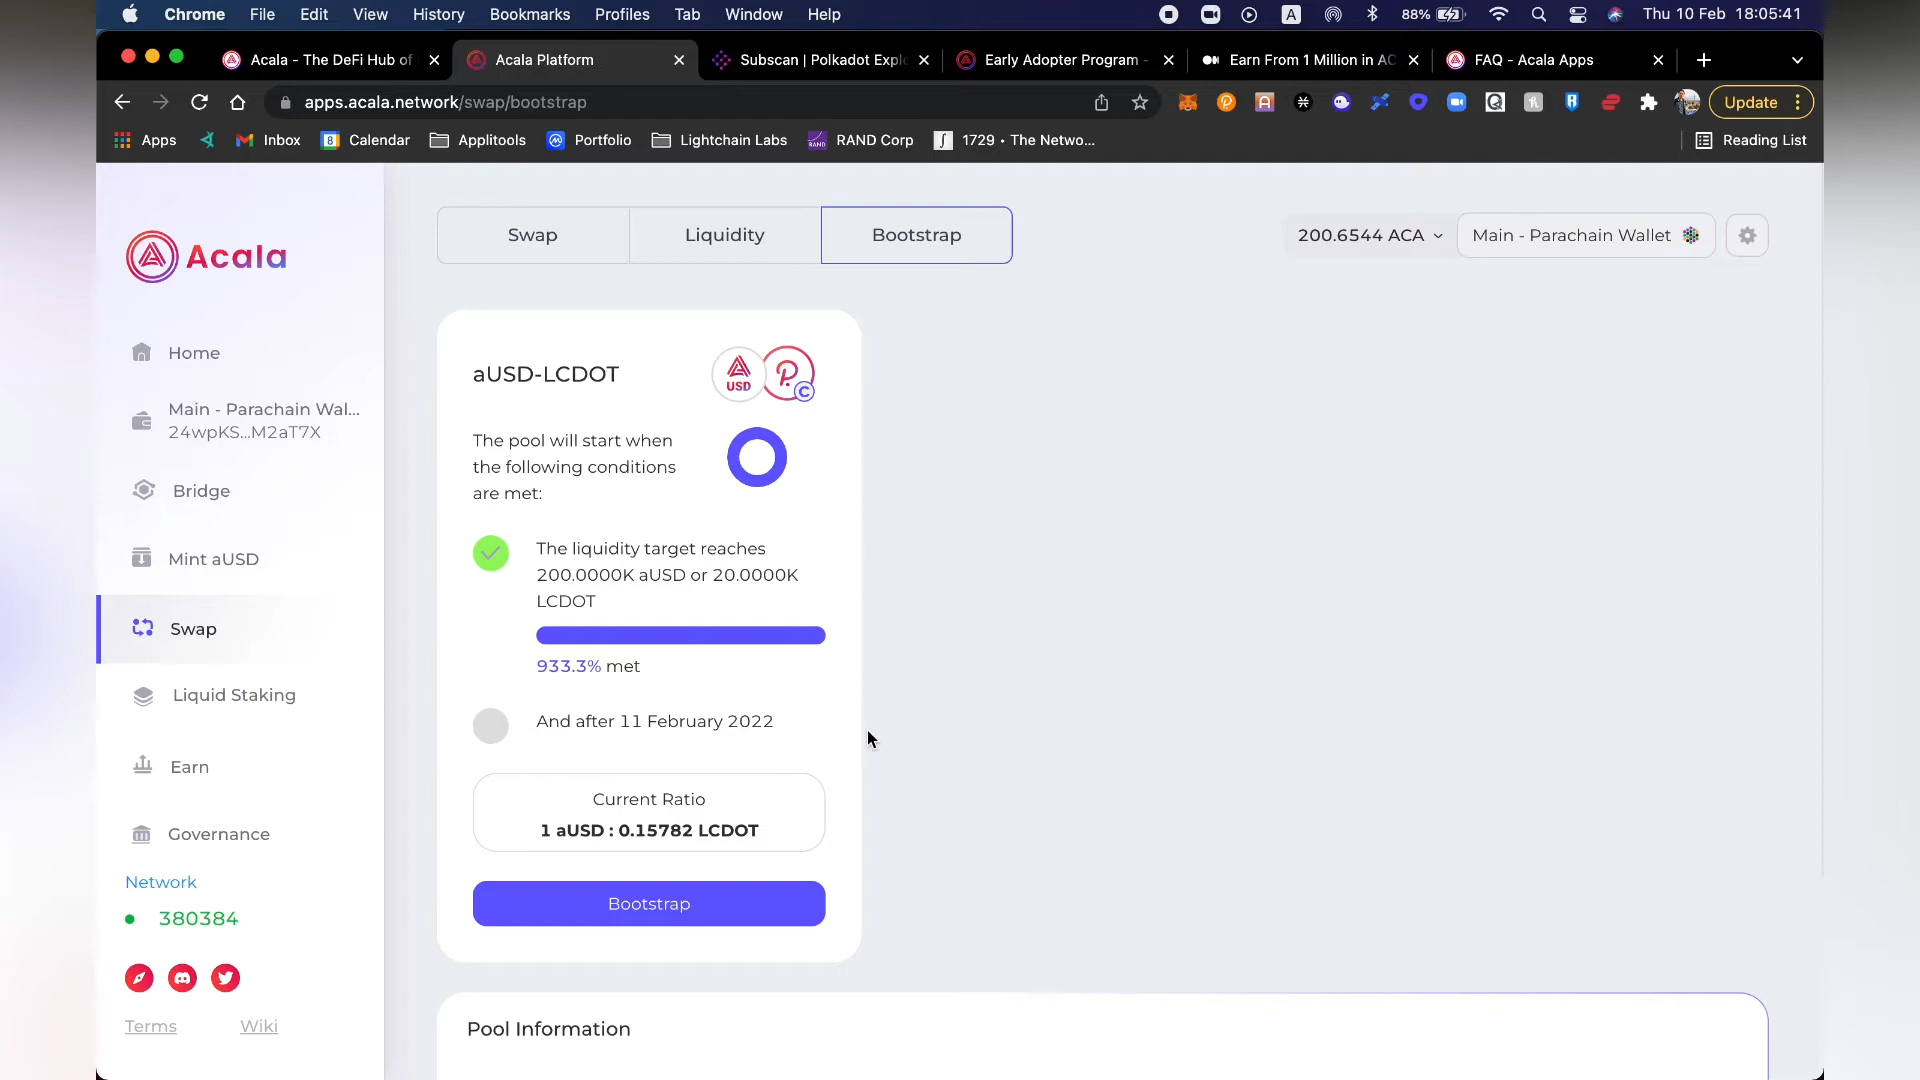 Chrome File Edit View History Bookmarks Profiles Tab Window Help
A 88% Thu 10 Feb 18:05:41
Acala - The DeFi Hub of
Acala Platform
Subscan | Polkadot Explo
Early Adopter Program -
Earn From 1 Million in AC
FAQ - Acala Apps
apps.acala.network/swap/bootstrap
Update
Apps
Inbox
8 Calendar
Applitools
Portfolio
Lightchain Labs
RAND RAND Corp
1729 • The Netwo...
Reading List
Acala
Home
Main - Parachain Wal...
24wpKS...M2aT7X
Bridge
Mint aUSD
Swap
Liquid Staking
Earn
Governance
Network
380384
Terms Wiki
Swap Liquidity Bootstrap
200.6544 ACA
Main - Parachain Wallet
aUSD-LCDOT
USD
C
The pool will start when
the following conditions
are met:
The liquidity target reaches
200.0000K aUSD or 20.0000K
LCDOT
933.3% met
And after 11 February 2022
Current Ratio
1 aUSD : 0.15782 LCDOT
Bootstrap
Pool Information